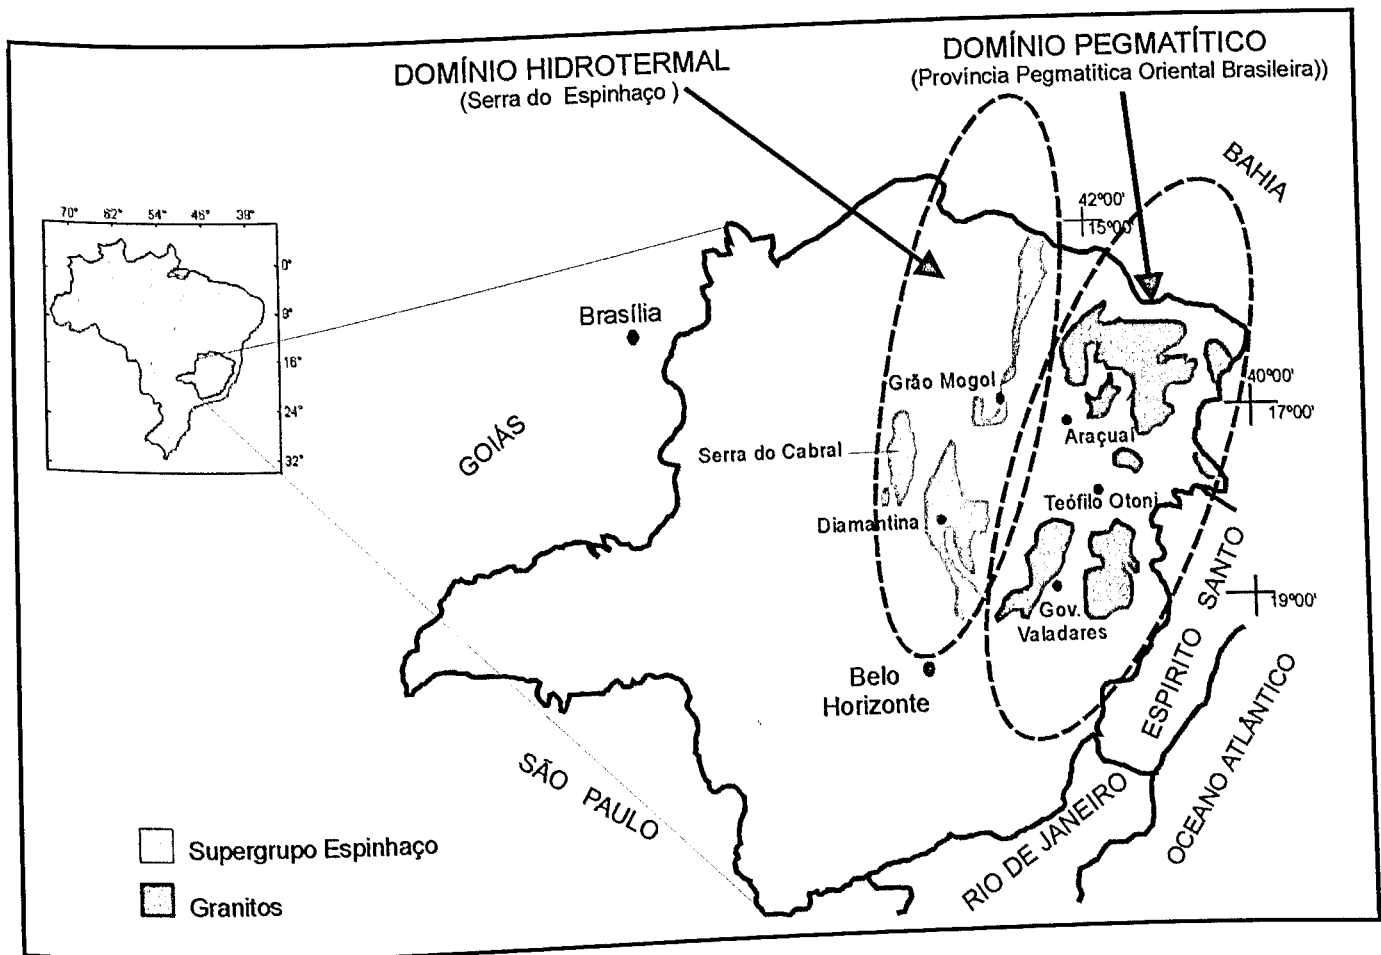 DOMÍNIO HIDROTERMAL
(Serra do Espinhaço )
DOMÍNIO PEGMATÍTICO
(Província Pegmatítica Oriental Brasileira))
BAHIA
42°00'
15°00'
70° 62° 54° 46° 38°
0°
8°
16°
24°
32°
Brasília
GOIÁS
Grão Mogol
40°00'
17°00'
Araçuaí
Serra do Cabral
Teófilo Otoni
Diamantina
Gov.
Valadares
19°00'
Belo
Horizonte
ESPIRITO SANTO
OCEANO ATLÂNTICO
SÃO PAULO
RIO DE JANEIRO
Supergrupo Espinhaço
Granitos